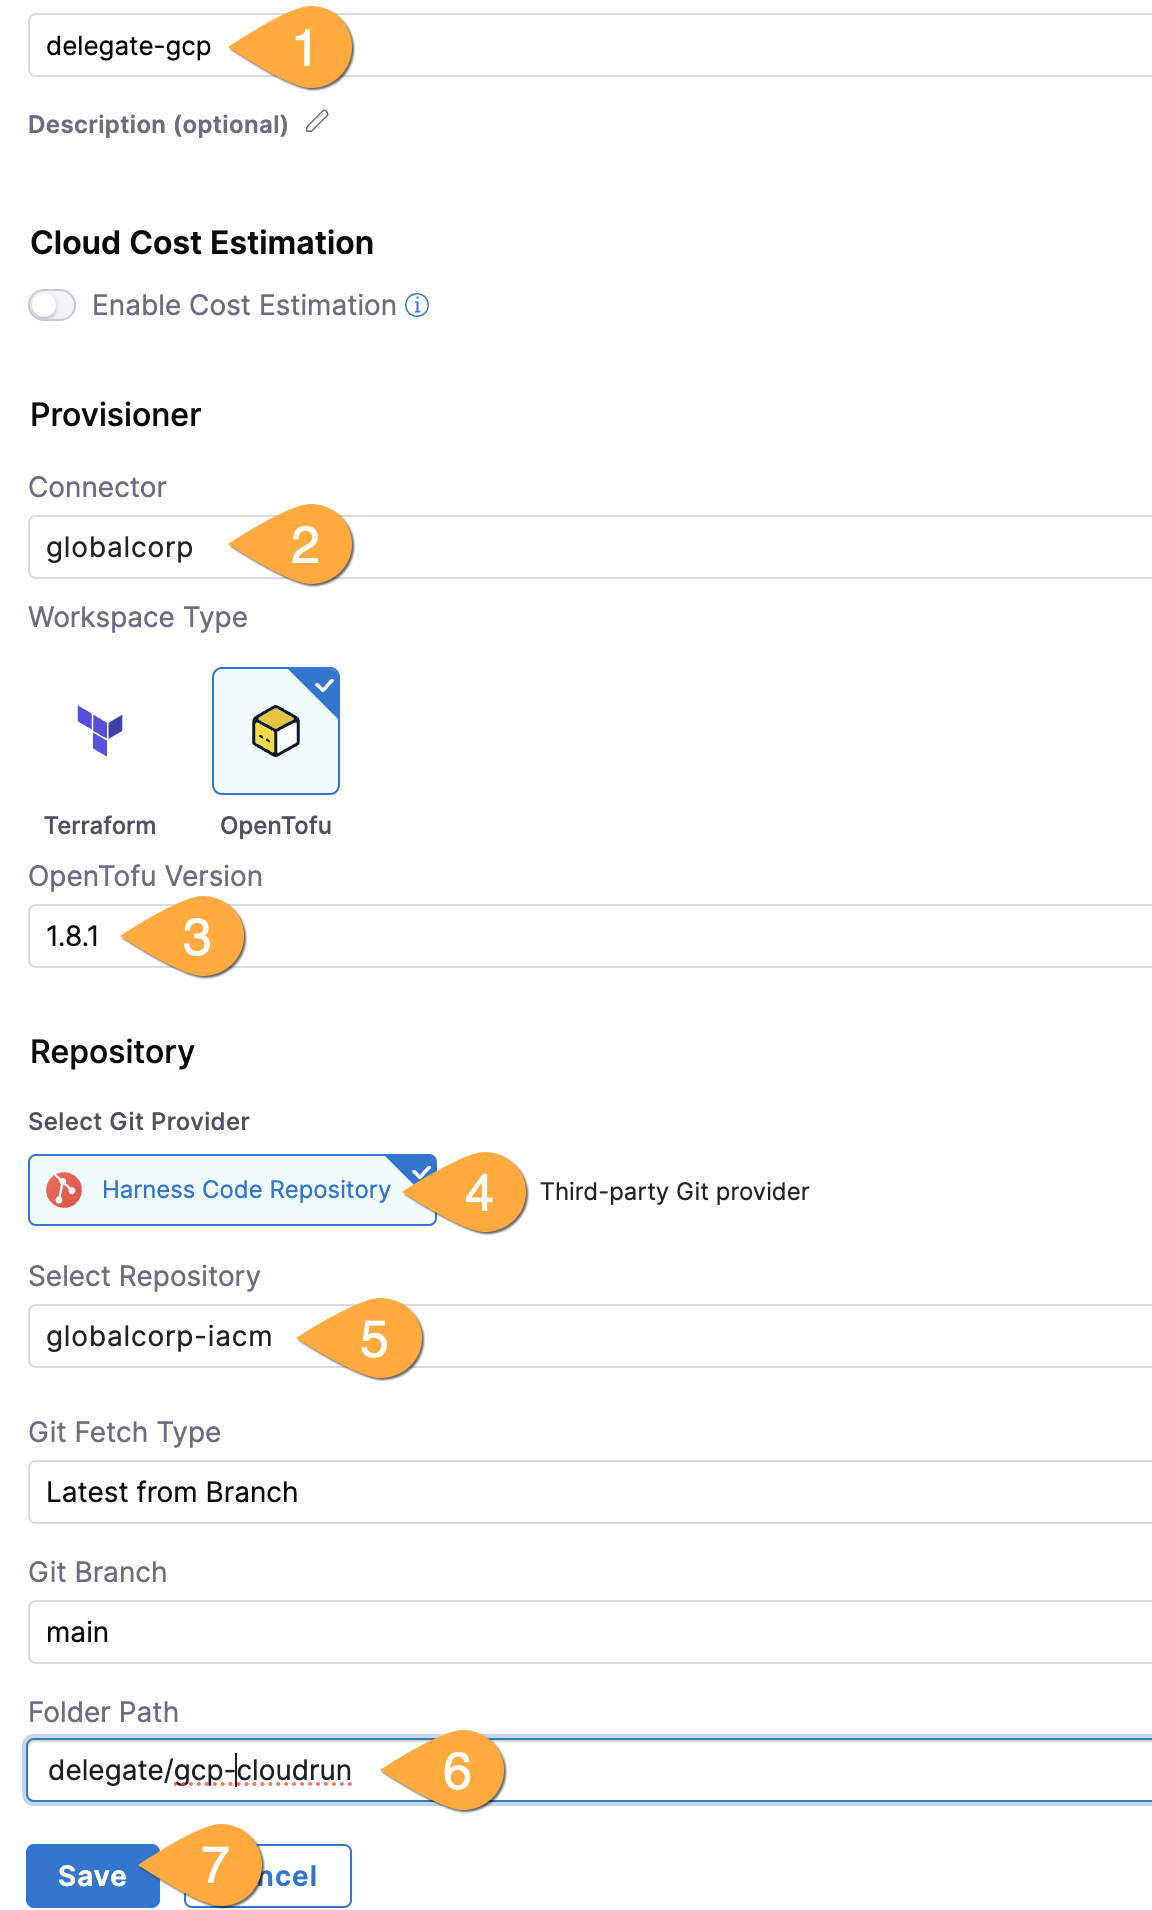 delegate-gcp 1
Description (optional)
Cloud Cost Estimation
Enable Cost Estimation
Provisioner
Connector
globalcorp 2
Workspace Type
Terraform OpenTofu
OpenTofu Version
1.8.1 3
Repository
Select Git Provider
Harness Code Repository 4 Third-party Git provider
Select Repository
globalcorp-iacm 5
Git Fetch Type
Latest from Branch
Git Branch
main
Folder Path
delegate/gcp-cloudrun 6
Save 7 ncel